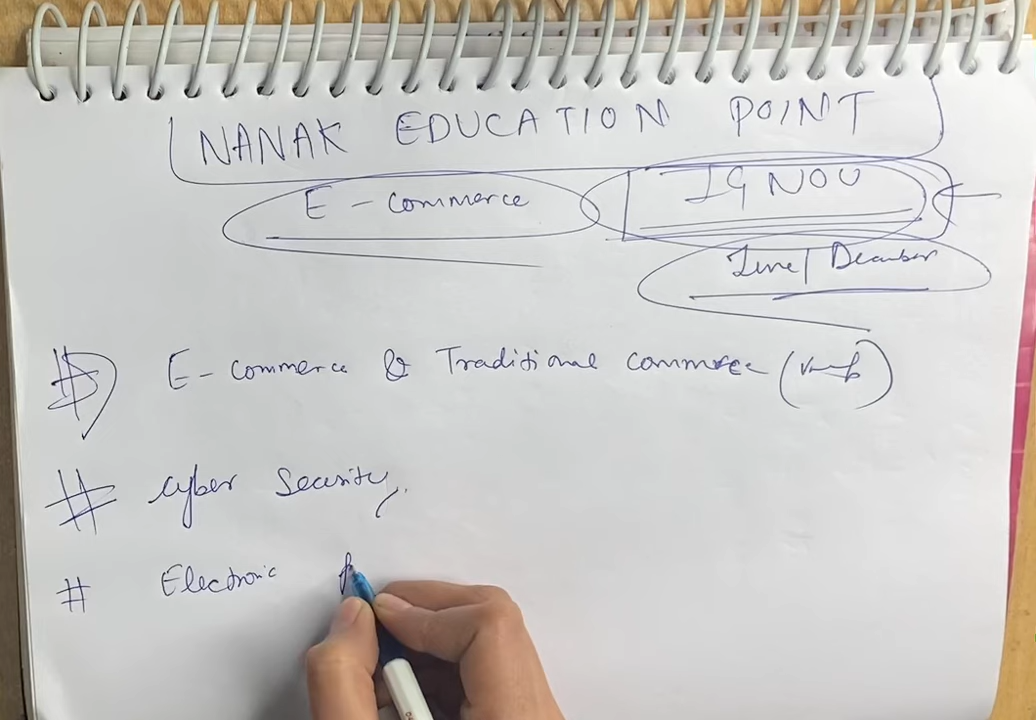 NANAK EDUCATION POINT
E - commerce IGNOU
June/ December
# E- commerce & Traditional commerce
# Cyber Security,
# Electronic